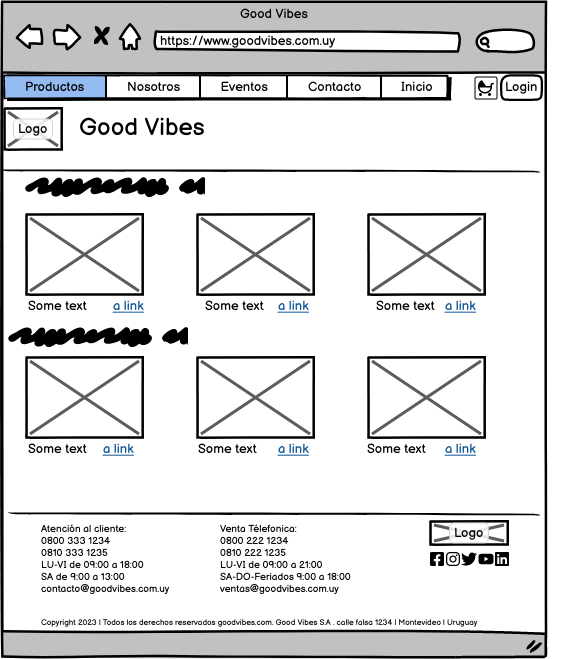 Good Vibes
https://www.goodvibes.com.uy
Productos Nosotros Eventos Contacto Inicio Login
Logo Good Vibes
Some text a link Some text a link Some text a link
Some text a link Some text a link Some text a link
Atención al cliente:
0800 333 1234
0810 333 1235
LU-VI de 09:00 a 18:00
SA de 9:00 a 13:00
contacto@goodvibes.com.uy
Venta Télefonica:
0800 222 1234
0810 222 1235
LU-VI de 09:00 a 21:00
SA-DO-Feriados 9:00 a 18:00
ventas@goodvibes.com.uy
Logo
Copyright 2023 | Todos los derechos reservados goodvibes.com. Good Vibes S.A . calle falsa 1234 | Montevideo | Uruguay